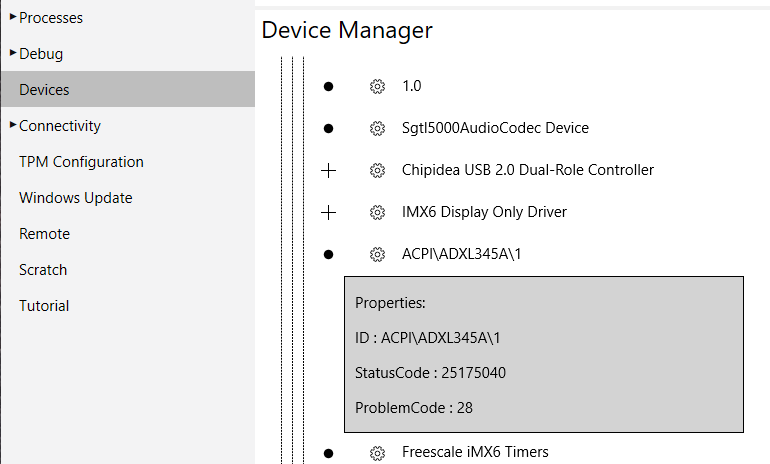 Processes
Debug
Devices
Connectivity
TPM Configuration
Windows Update
Remote
Scratch
Tutorial
Device Manager
1.0
Sgtl5000AudioCodec Device
Chipidea USB 2.0 Dual-Role Controller
IMX6 Display Only Driver
ACPI\ADXL345A\1
Properties:
ID : ACPI\ADXL345A\1
StatusCode : 25175040
ProblemCode : 28
Freescale iMX6 Timers